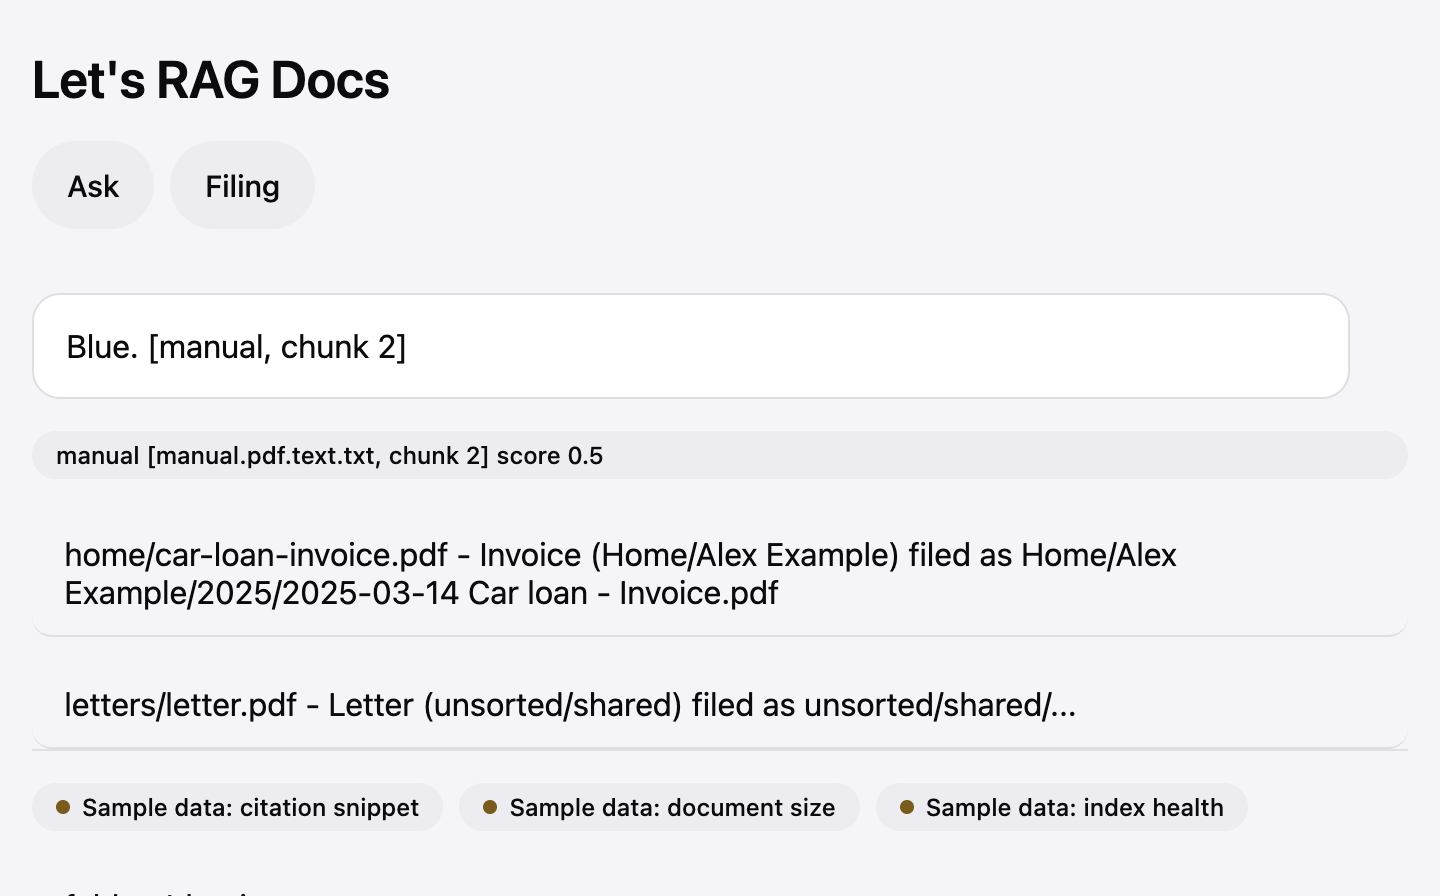 Let's RAG Docs
Ask
Filing
Blue. [manual, chunk 2]
manual [manual.pdf.text.txt, chunk 2] score 0.5
home/car-loan-invoice.pdf - Invoice (Home/Alex Example) filed as Home/Alex
Example/2025/2025-03-14 Car loan - Invoice.pdf
letters/letter.pdf - Letter (unsorted/shared) filed as unsorted/shared/...
Sample data: citation snippet
Sample data: document size
Sample data: index health